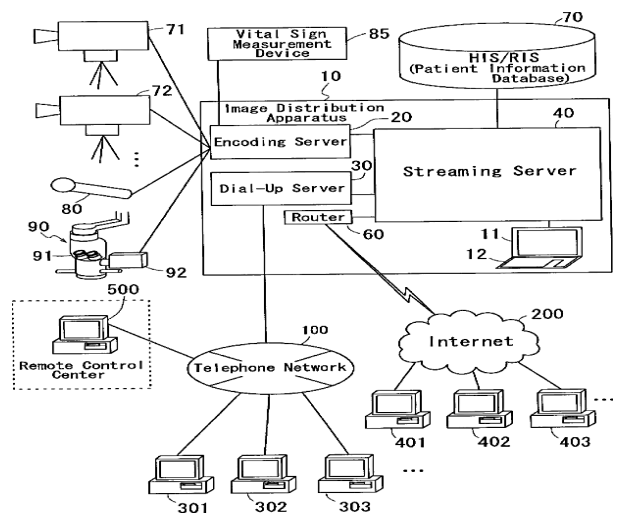 71
Vital Sign
Measurement
Device
85
70
HIS/RIS
(Patient Information
Database)
72
10
Image Distribution
Apparatus
20
40
Encoding Server
30
Streaming Server
Dial-Up Server
80
Router
60
11
12
90
91
92
500
Remote Control
Center
100
Telephone Network
200
Internet
401
402
403
301
302
303